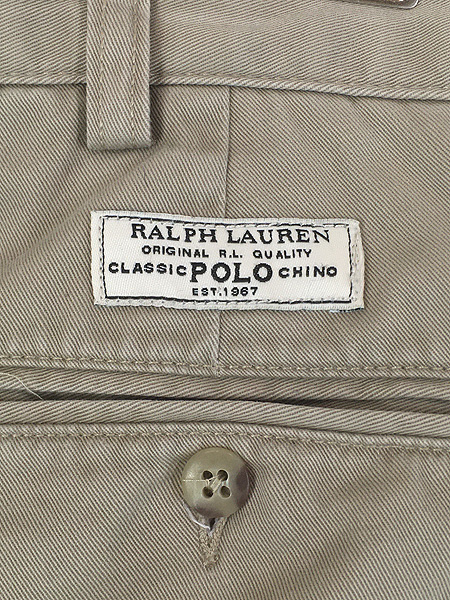 RALPH LAUREN
ORIGINAL R.L. QUALITY
CLASSIC POLO CHINO
EST.1967